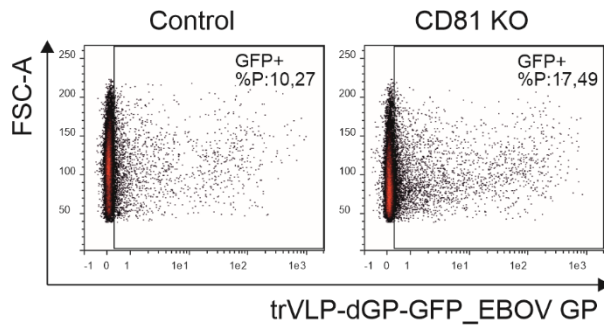 Control
CD81 KO
FSC-A
250
200
150
100
50
GFP+
%P:10,27
-1 0 1 1e1 1e2 1e3
250
200
150
100
50
GFP+
%P:17,49
-1 0 1 1e1 1e2 1e3
trVLP-dGP-GFP_EBOV GP